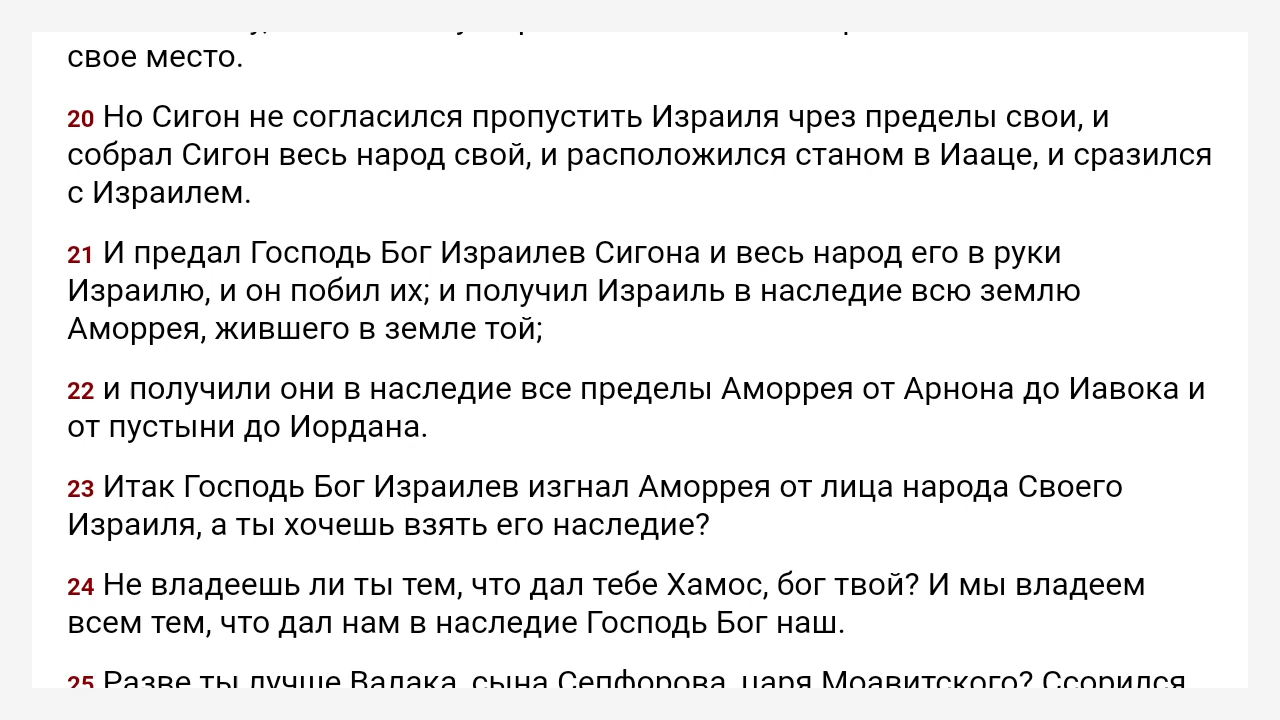 свое место.
20 Но Сигон не согласился пропустить Израиля чрез пределы свои, и
собрал Сигон весь народ свой, и расположился станом в Иааце, и сразился
с Израилем.
21 И предал Господь Бог Израилев Сигона и весь народ его в руки
Израилю, и он побил их; и получил Израиль в наследие всю землю
Аморрея, жившего в земле той;
22 и получили они в наследие все пределы Аморрея от Арнона до Иавока и
от пустыни до Иордана.
23 Итак Господь Бог Израилев изгнал Аморрея от лица народа Своего
Израиля, а ты хочешь взять его наследие?
24 Не владеешь ли ты тем, что дал тебе Хамос, бог твой? И мы владеем
всем тем, что дал нам в наследие Господь Бог наш.
25 Разве ты лучше Валака, сына Сепфорова, царя Моавитского? Ссорился